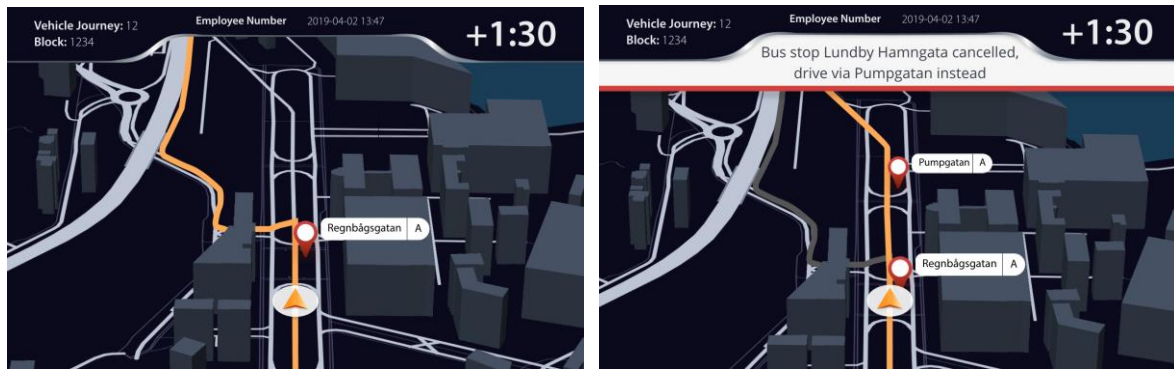 Vehicle Journey: 12
Block: 1234
Employee Number 2019-04-02 13:47
+1:30
Regnbågsgatan A
Vehicle Journey: 12
Block: 1234
Employee Number 2019-04-02 13:47
+1:30
Bus stop Lundby Hamngata cancelled,
drive via Pumpgatan instead
Pumpgatan A
Regnbågsgatan A